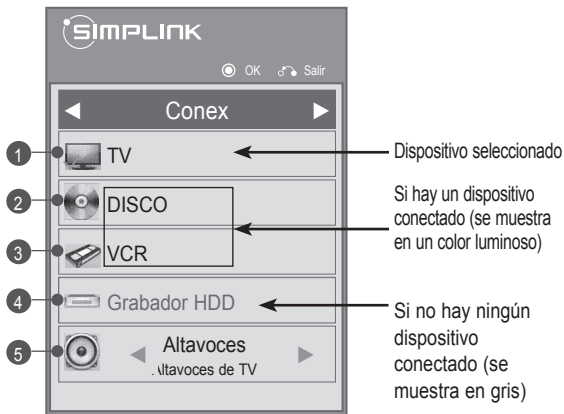 SIMPLINK
OK Salir
Conex
1 TV
Dispositivo seleccionado
2 DISCO
3 VCR
Si hay un dispositivo
conectado (se muestra
en un color luminoso)
4 Grabador HDD
Si no hay ningún
dispositivo
conectado (se
muestra en gris)
5 Altavoces
.\ltavoces de TV